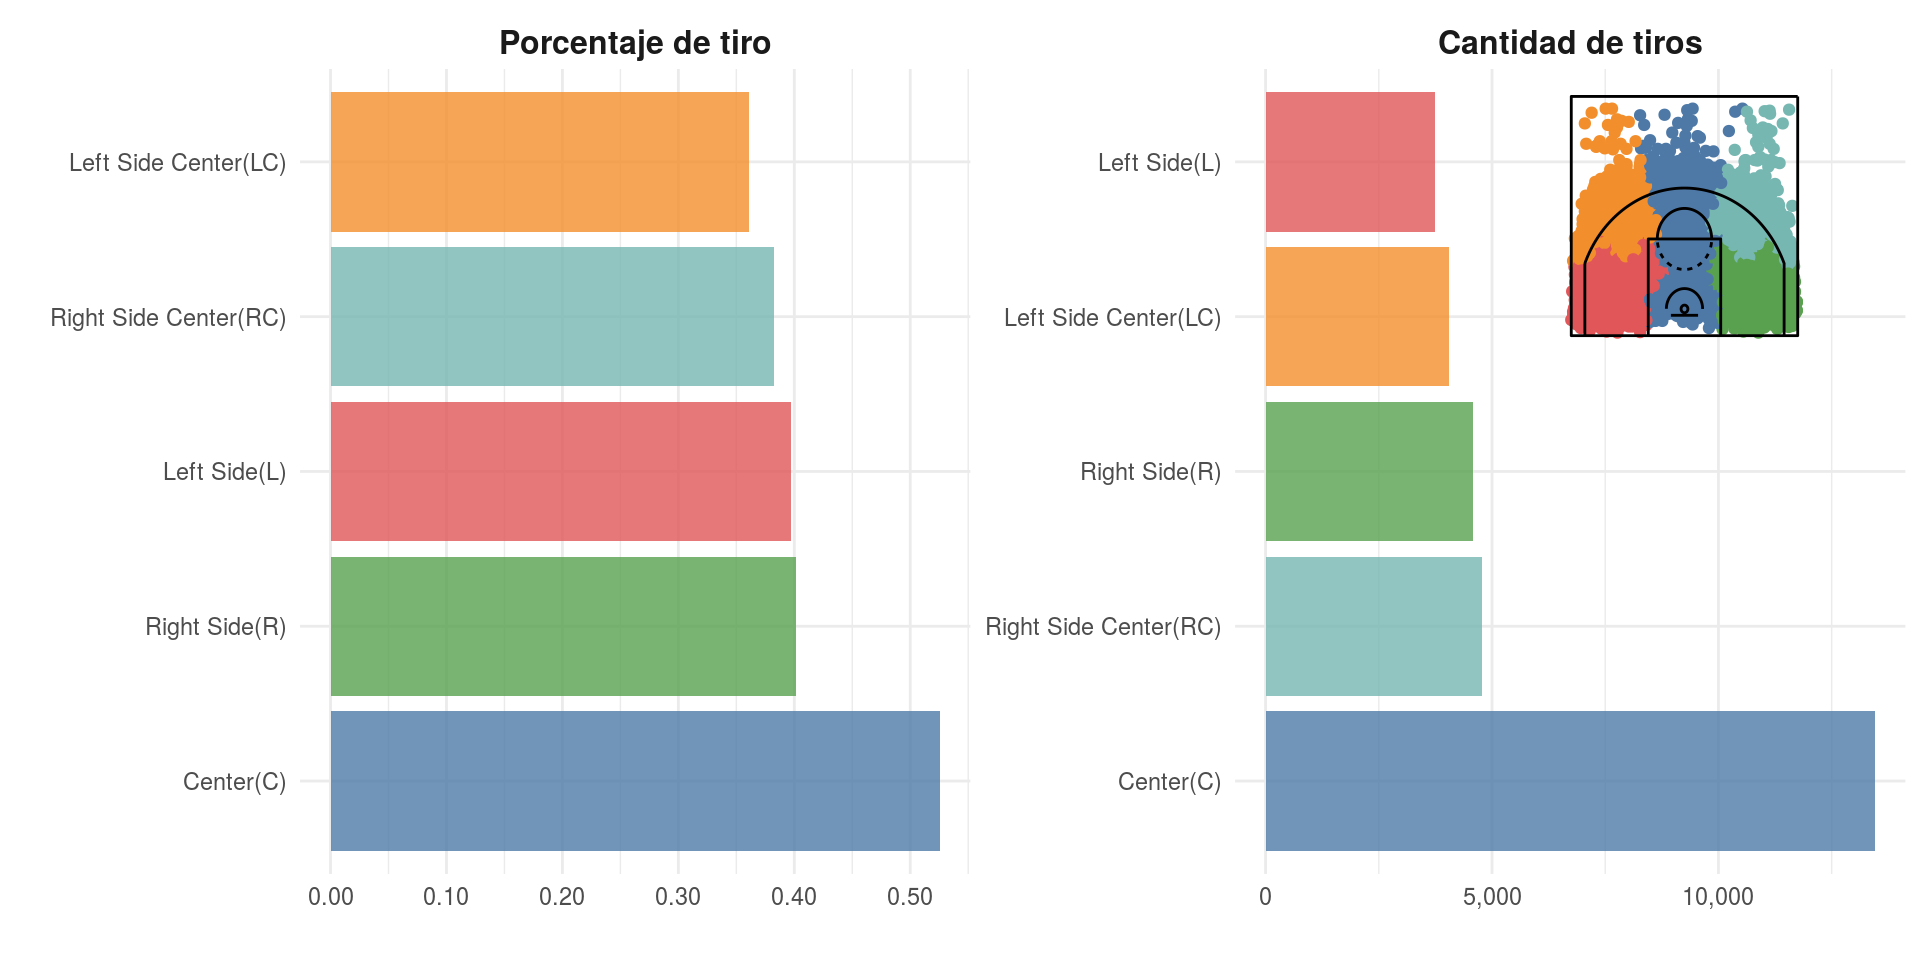 Porcentaje de tiro
Left Side Center(LC)
Right Side Center(RC)
Left Side(L)
Right Side(R)
Center(C)
0.00 0.10 0.20 0.30 0.40 0.50
Cantidad de tiros
Left Side(L)
Left Side Center(LC)
Right Side(R)
Right Side Center(RC)
Center(C)
0 5,000 10,000